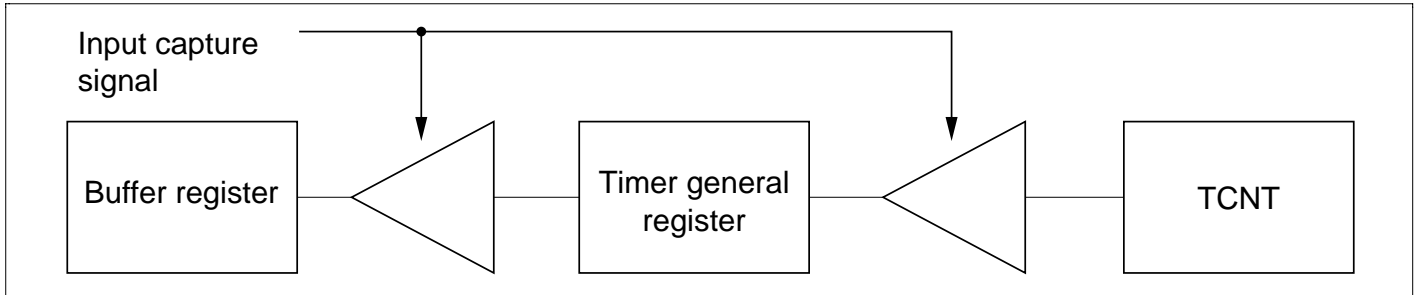 Input capture
signal
Buffer register
Timer general
register
TCNT